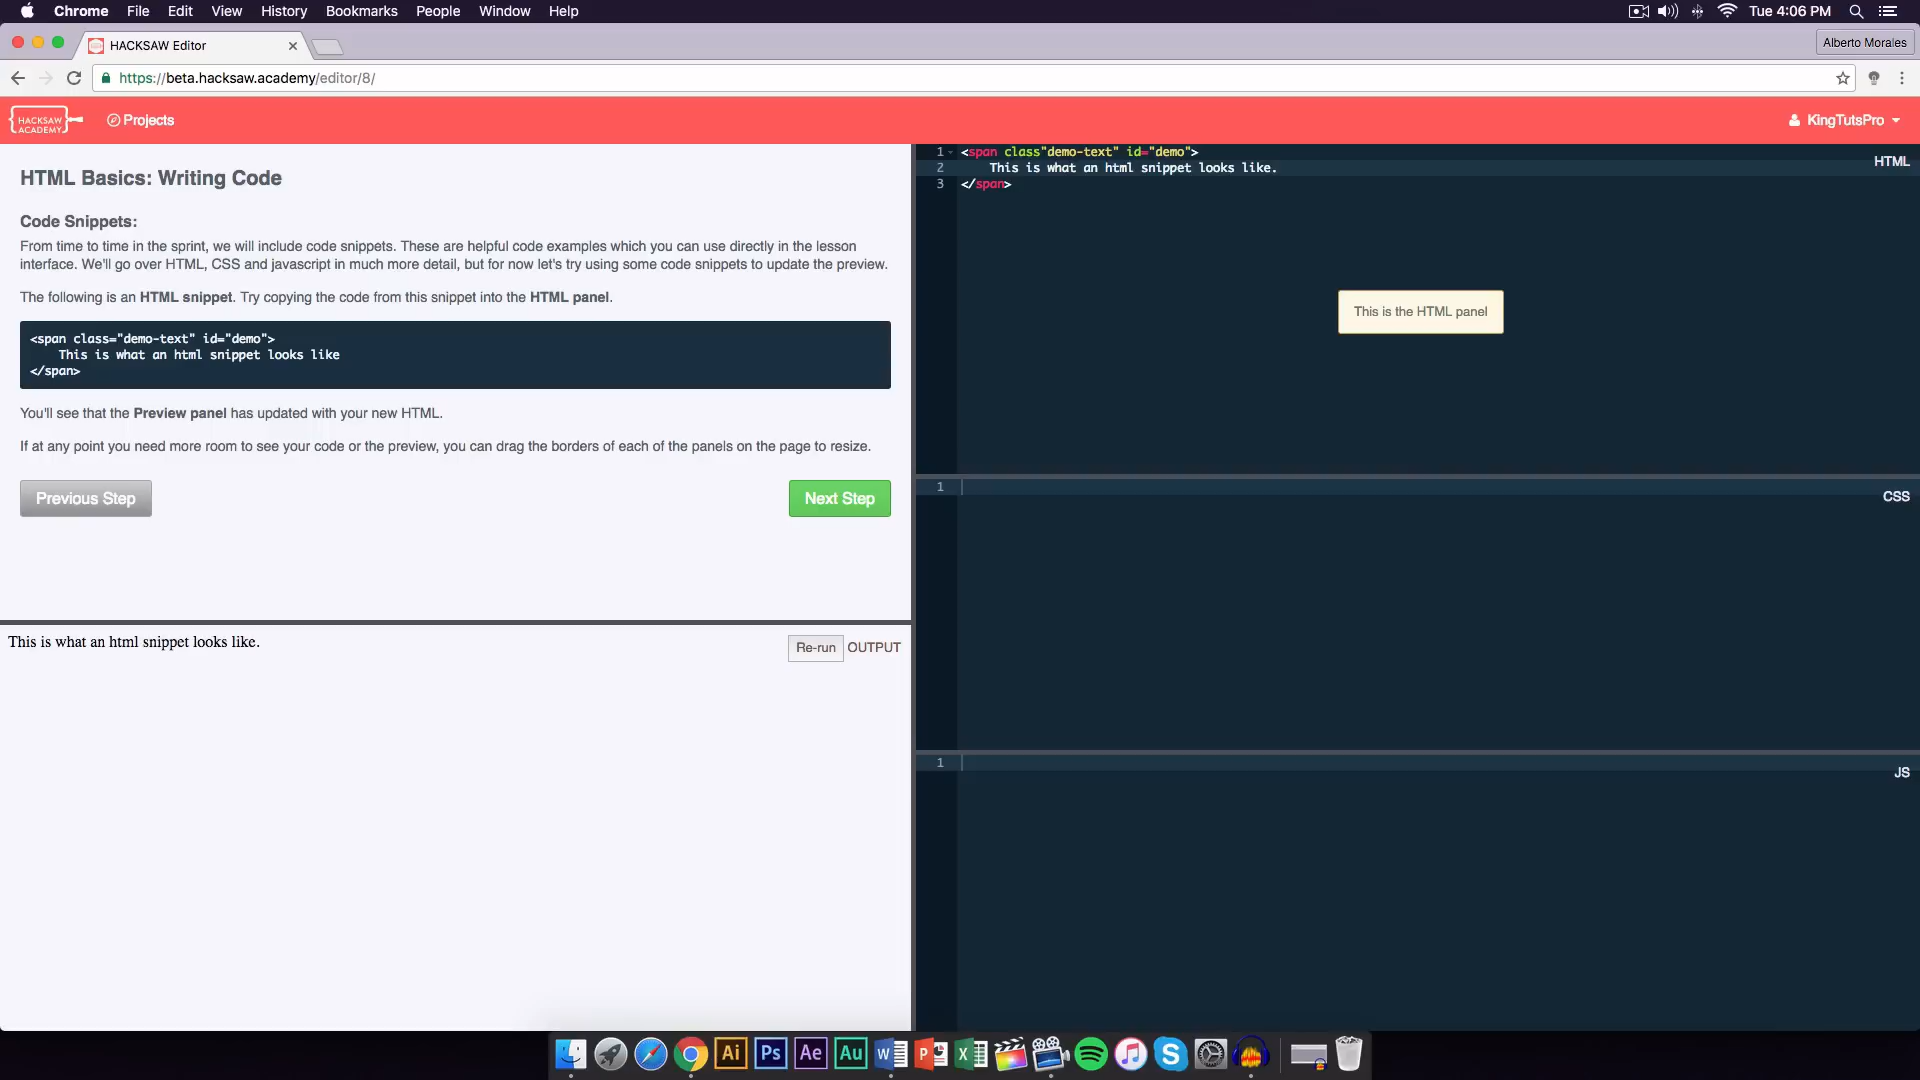 Chrome File Edit View History Bookmarks People Window Help Tue 4:06 PM
HACKSAW Editor Alberto Morales
https://beta.hacksaw.academy/editor/8/
HACKSAW ACADEMY Projects KingTutsPro
HTML Basics: Writing Code
Code Snippets:
From time to time in the sprint, we will include code snippets. These are helpful code examples which you can use directly in the lesson
interface. We'll go over HTML, CSS and javascript in much more detail, but for now let's try using some code snippets to update the preview.
The following is an HTML snippet. Try copying the code from this snippet into the HTML panel.
<span class="demo-text" id="demo">
This is what an html snippet looks like
</span>
You'll see that the Preview panel has updated with your new HTML.
If at any point you need more room to see your code or the preview, you can drag the borders of each of the panels on the page to resize.
Previous Step Next Step
This is what an html snippet looks like.
Re-run OUTPUT
1 <span class"demo-text" id="demo">
HTML
2 This is what an html snippet looks like.
3 </span>
This is the HTML panel
1
CSS
1
JS
Ai Ps Ae Au W P X S